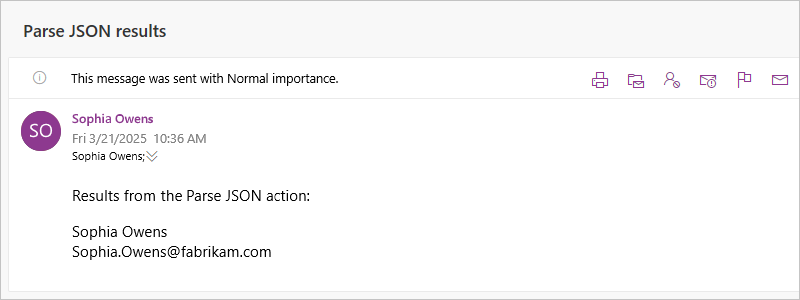 Parse JSON results
This message was sent with Normal importance.
SO
Sophia Owens
Fri 3/21/2025 10:36 AM
Sophia Owens;
Results from the Parse JSON action:
Sophia Owens
Sophia.Owens@fabrikam.com